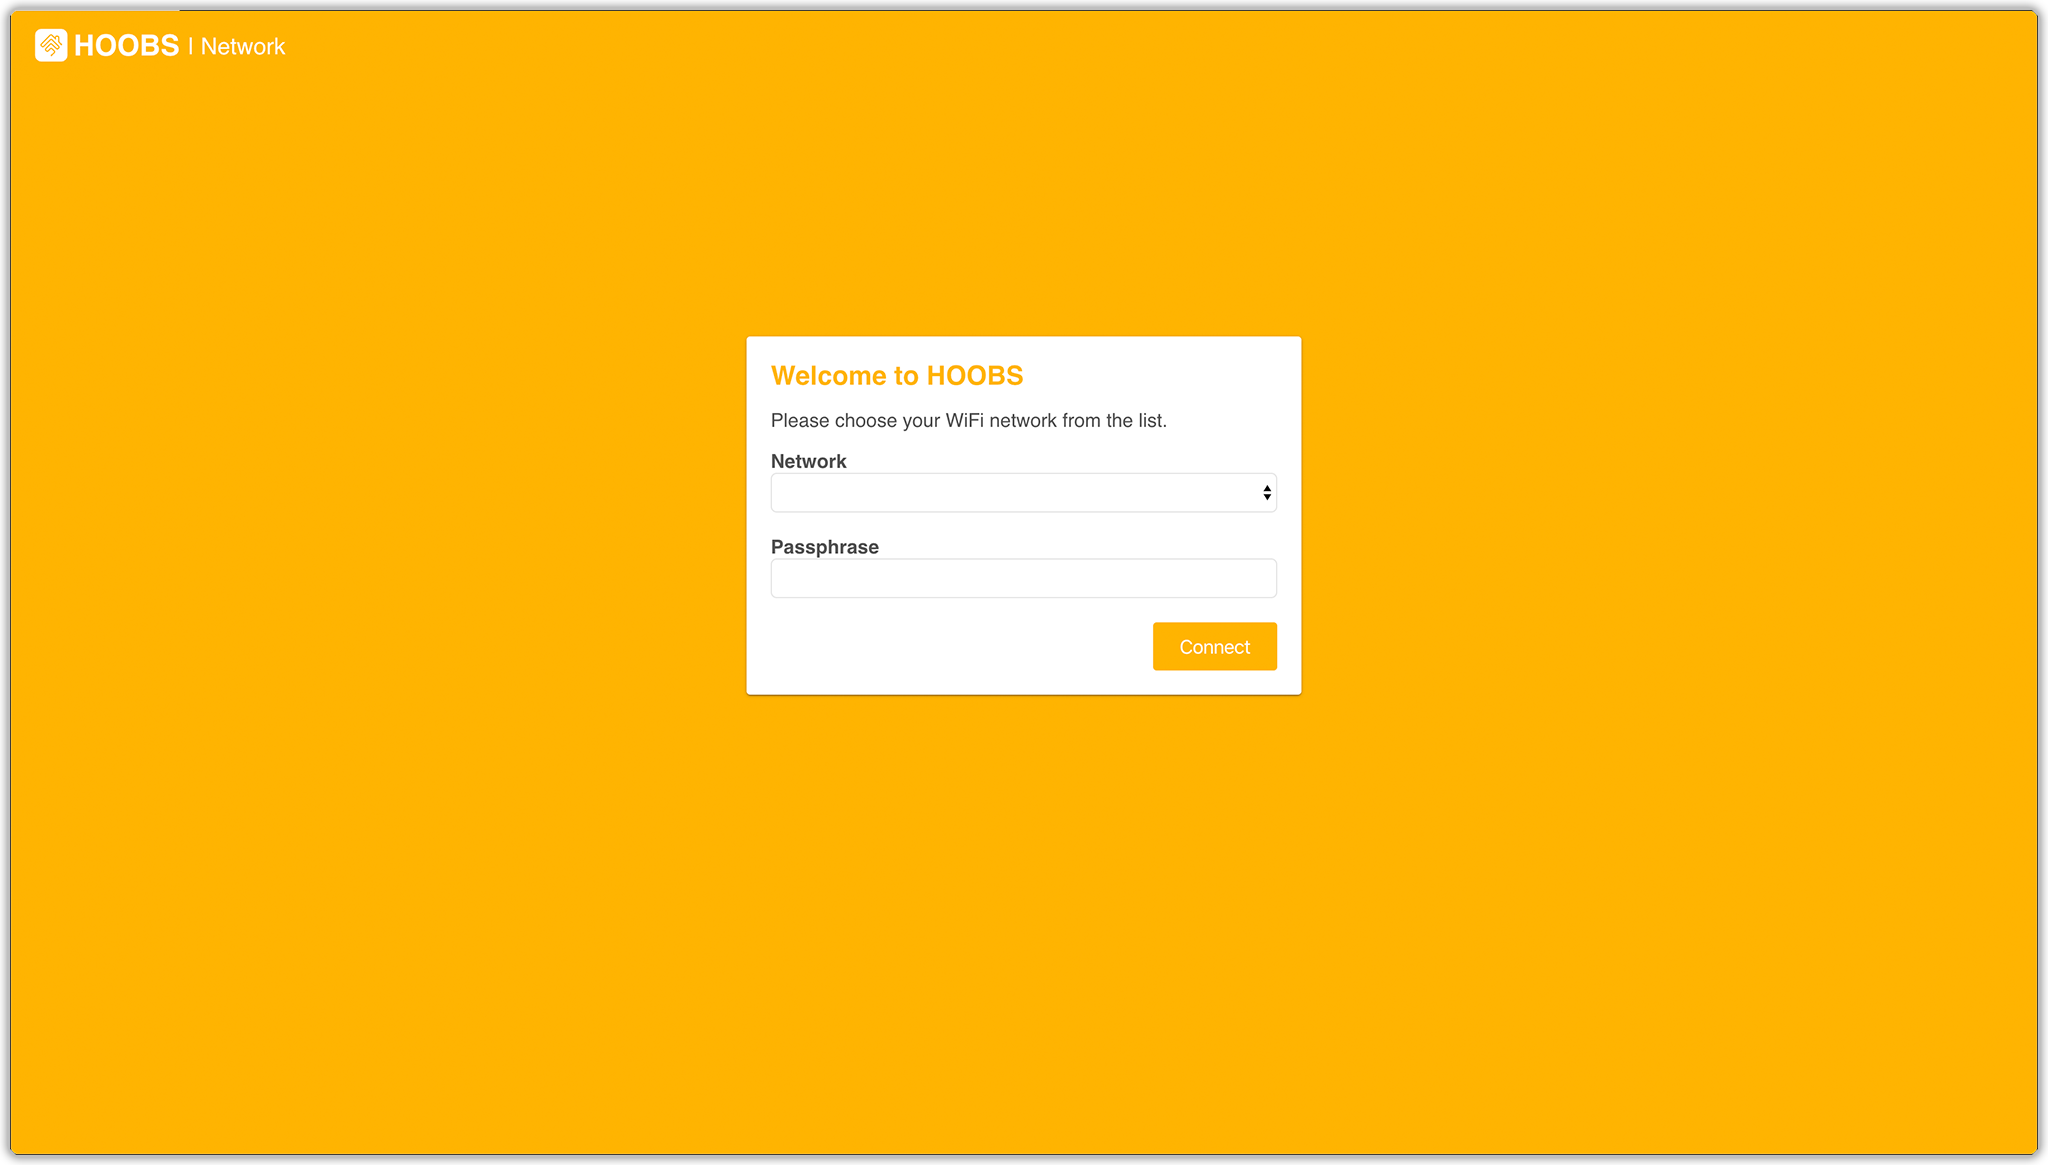 HOOBS | Network
Welcome to HOOBS
Please choose your WiFi network from the list.
Network
Passphrase
Connect